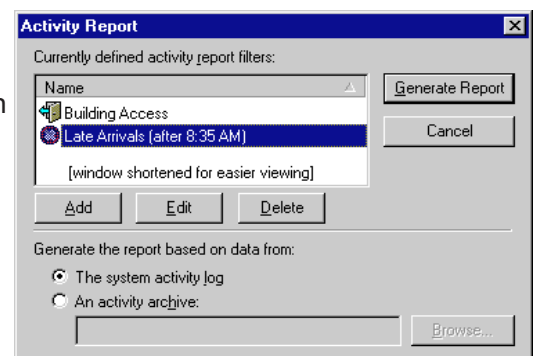 Activity Report
Currently defined activity report filters:
Name
Generate Report
Building Access
Late Arrivals (after 8:35 AM)
Cancel
[window shortened for easier viewing]
Add Edit Delete
Generate the report based on data from:
The system activity log
An activity archive:
Browse...